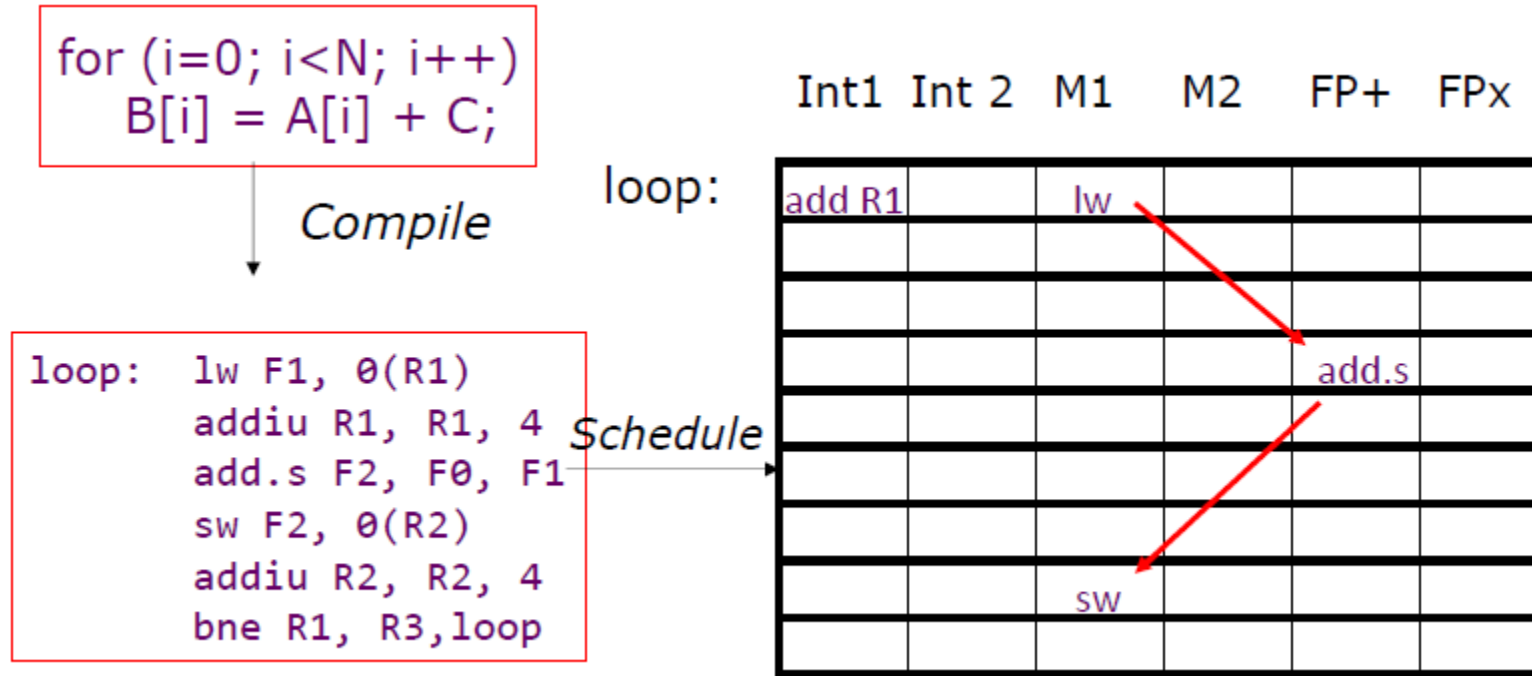 for (i=0; i<N; i++)
B[i] = A[i] + C;
Compile
loop: lw F1, 0(R1)
addiu R1, R1, 4
add.s F2, F0, F1
sw F2, 0(R2)
addiu R2, R2, 4
bne R1, R3,loop
Schedule
Int1 Int 2 M1 M2 FP+ FPx
loop:
add R1 lw
add.s
sw